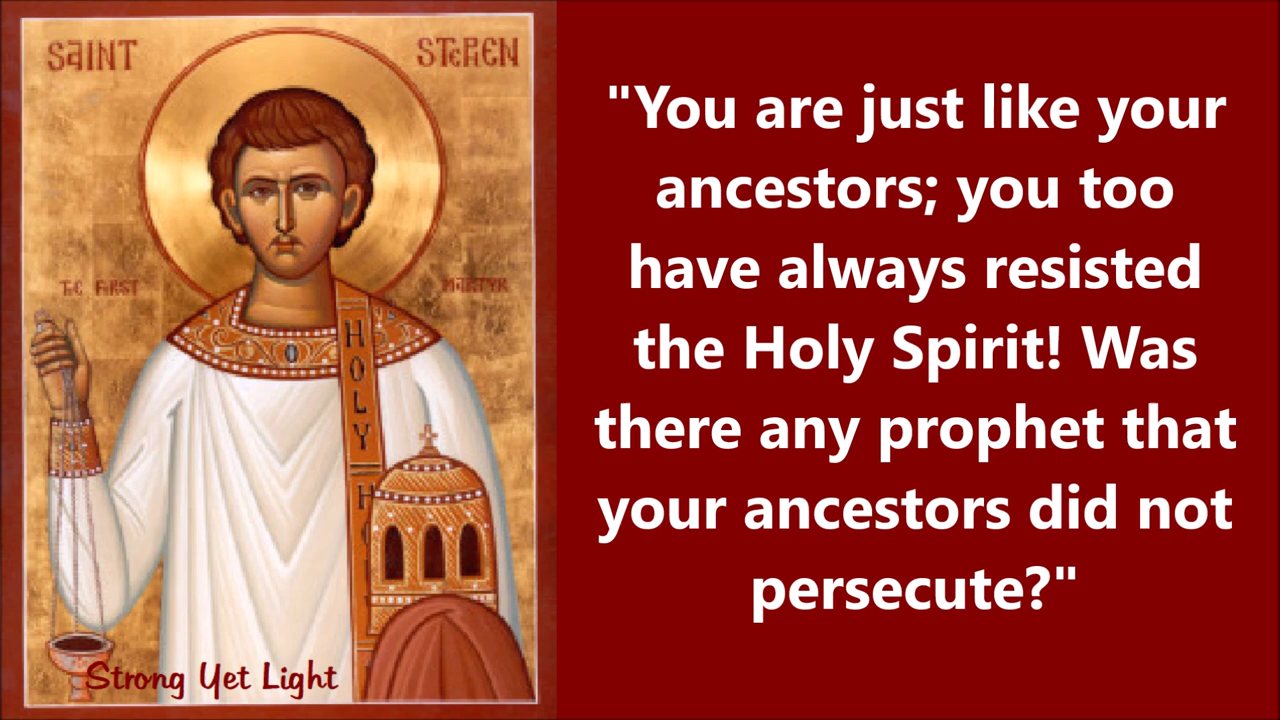 SAINT STEPHEN
THE FIRST MARTYR
HOLY
H
Strong Yet Light
"You are just like your
ancestors; you too
have always resisted
the Holy Spirit! Was
there any prophet that
your ancestors did not
persecute?"